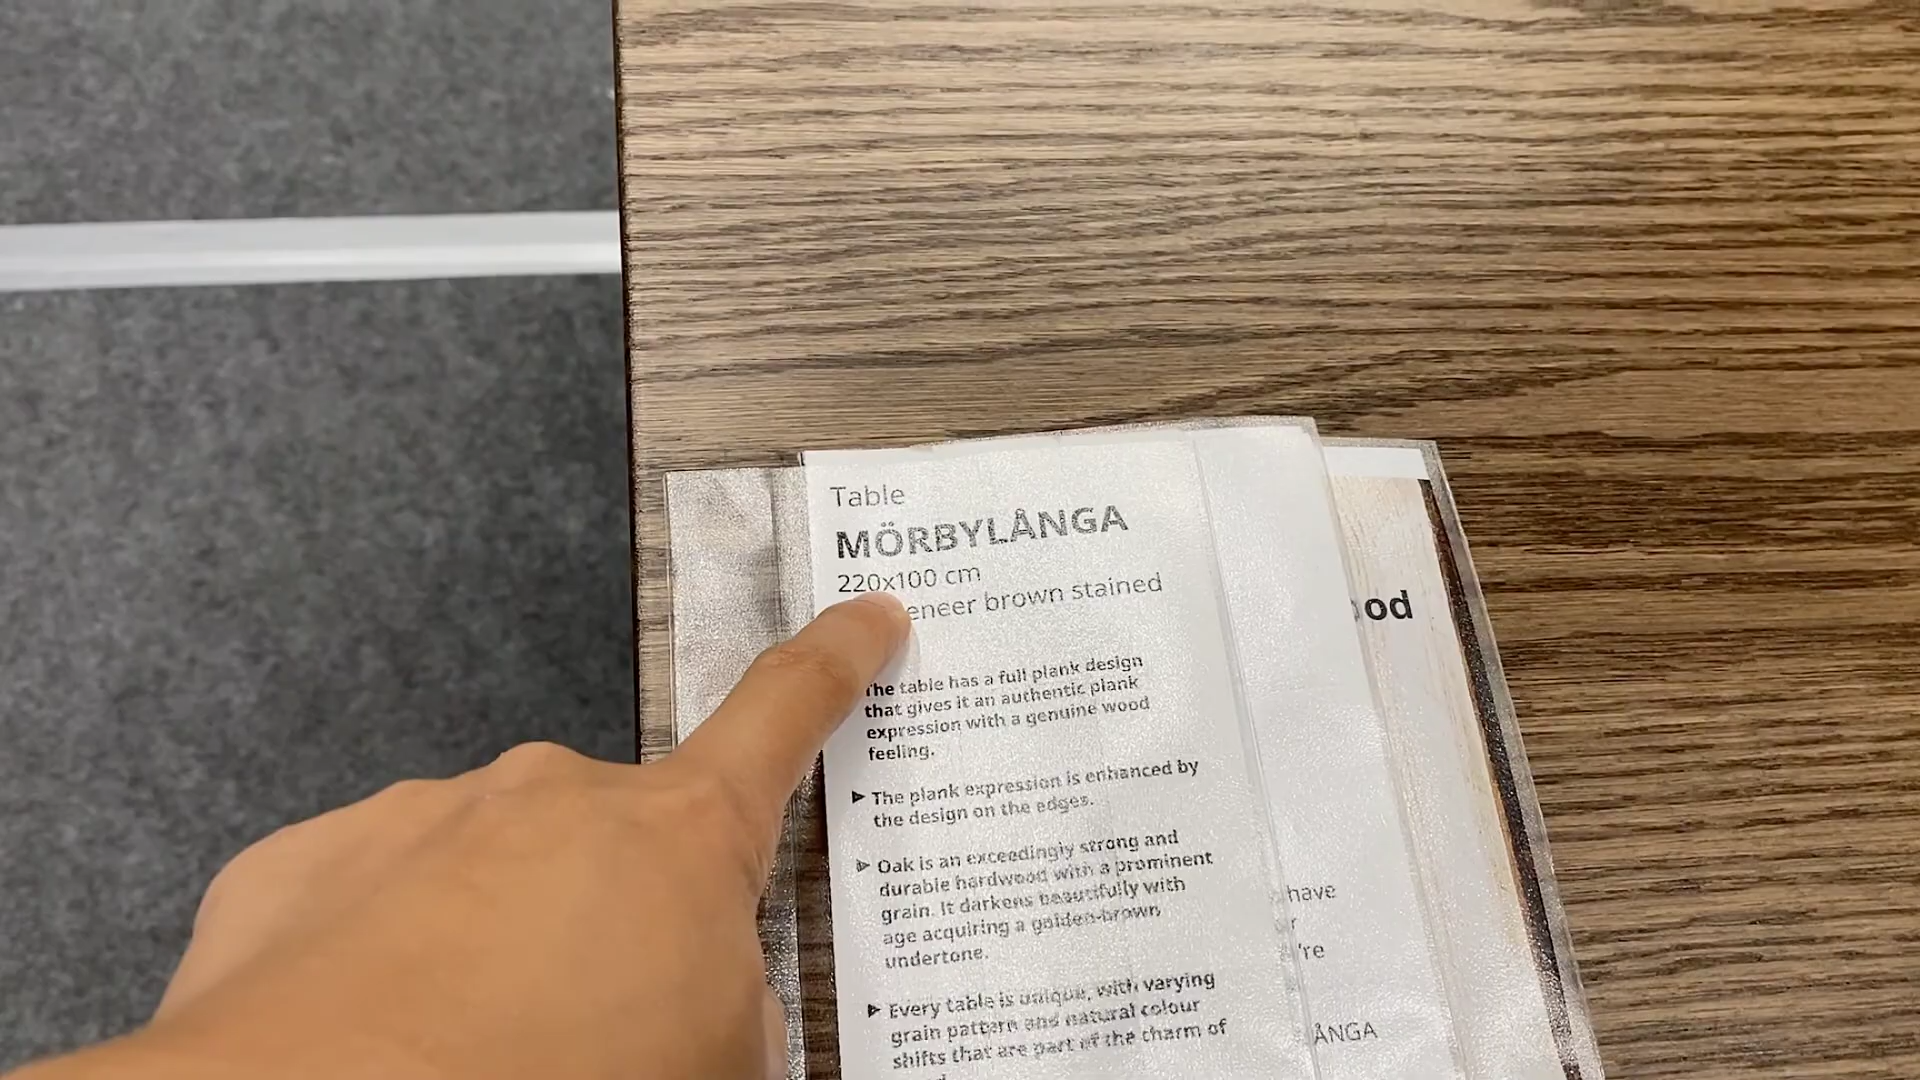 Table
MÖRBYLÅNGA
220x100 cm
eneer brown stained
The table has a full plank design
that gives it an authentic plank
expression with a genuine wood
feeling.
The plank expression is enhanced by
the design on the edges.
Oak is an exceedingly strong and
durable hardwood with a prominent
grain. It darkens beautifully with
age acquiring a golden-brown
undertone.
Every table is unique, with varying
grain pattern and natural colour
shifts that are part of the charm of
od
have
r
're
ÅNGA